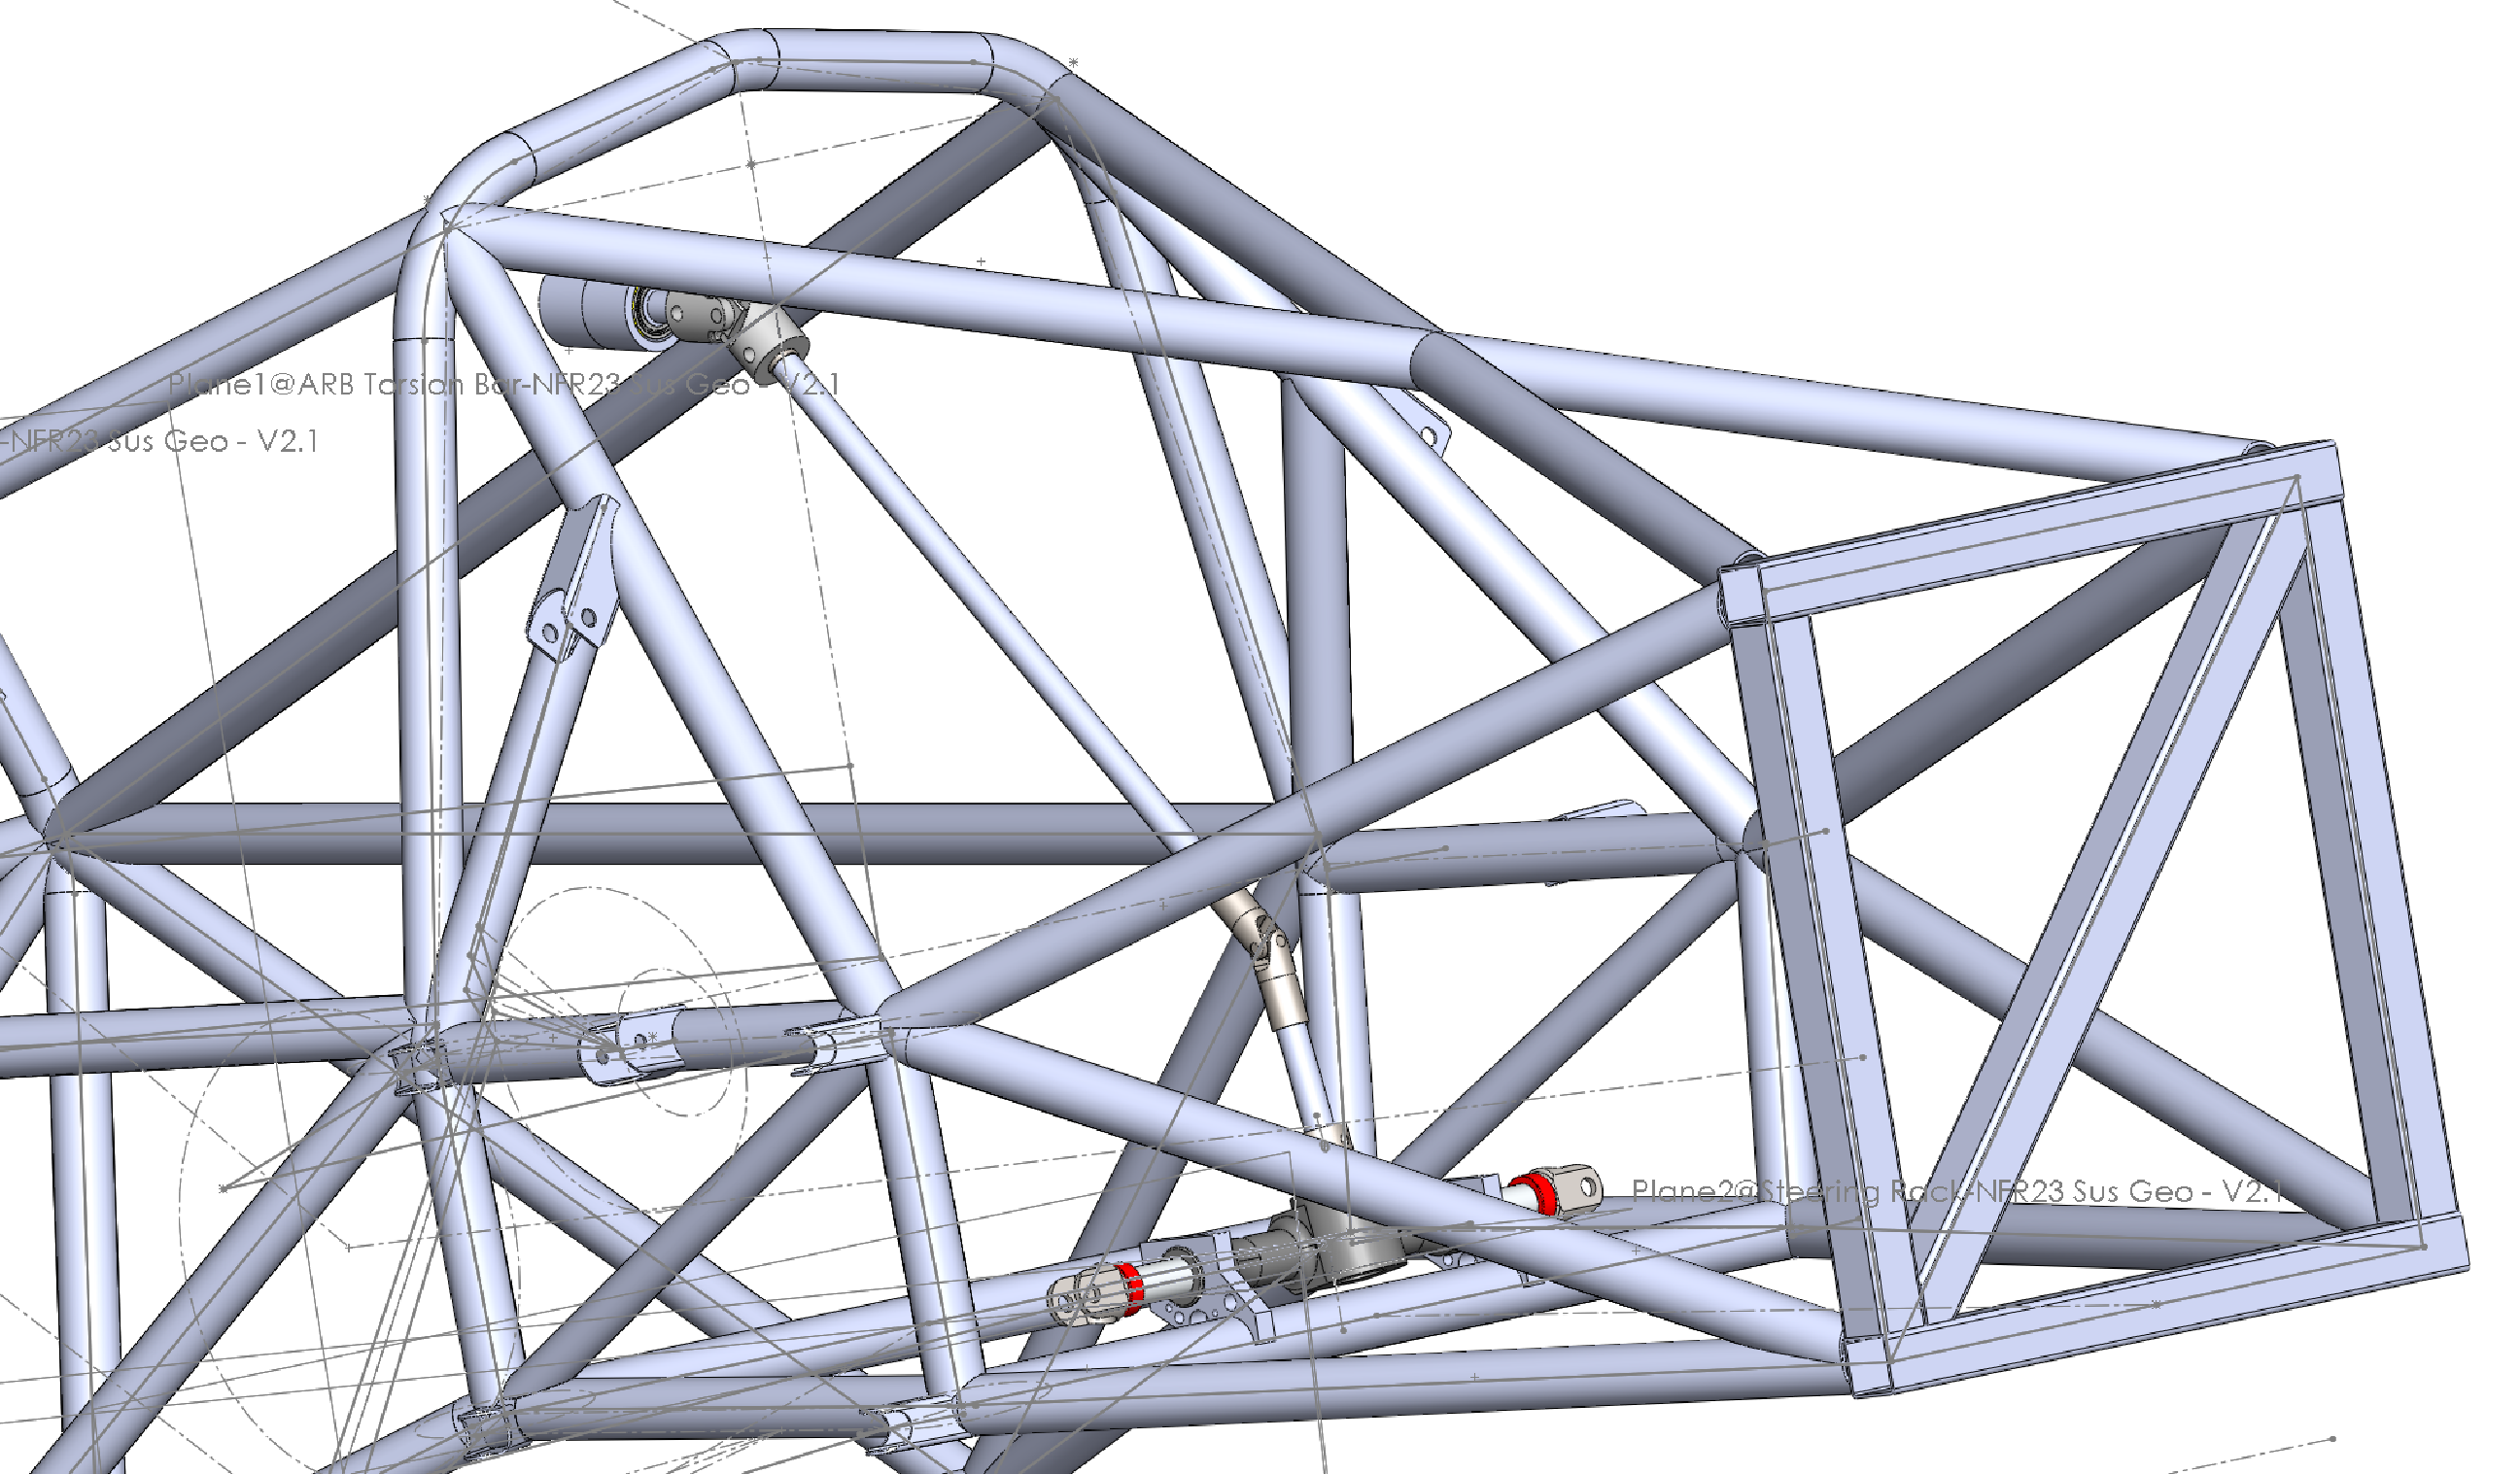 Plane1@ARB Torsion Bar-NFR23 Sus Geo - V2.1
-NFR23 Sus Geo - V2.1
Plane2@Steering Rack-NFR23 Sus Geo - V2.1